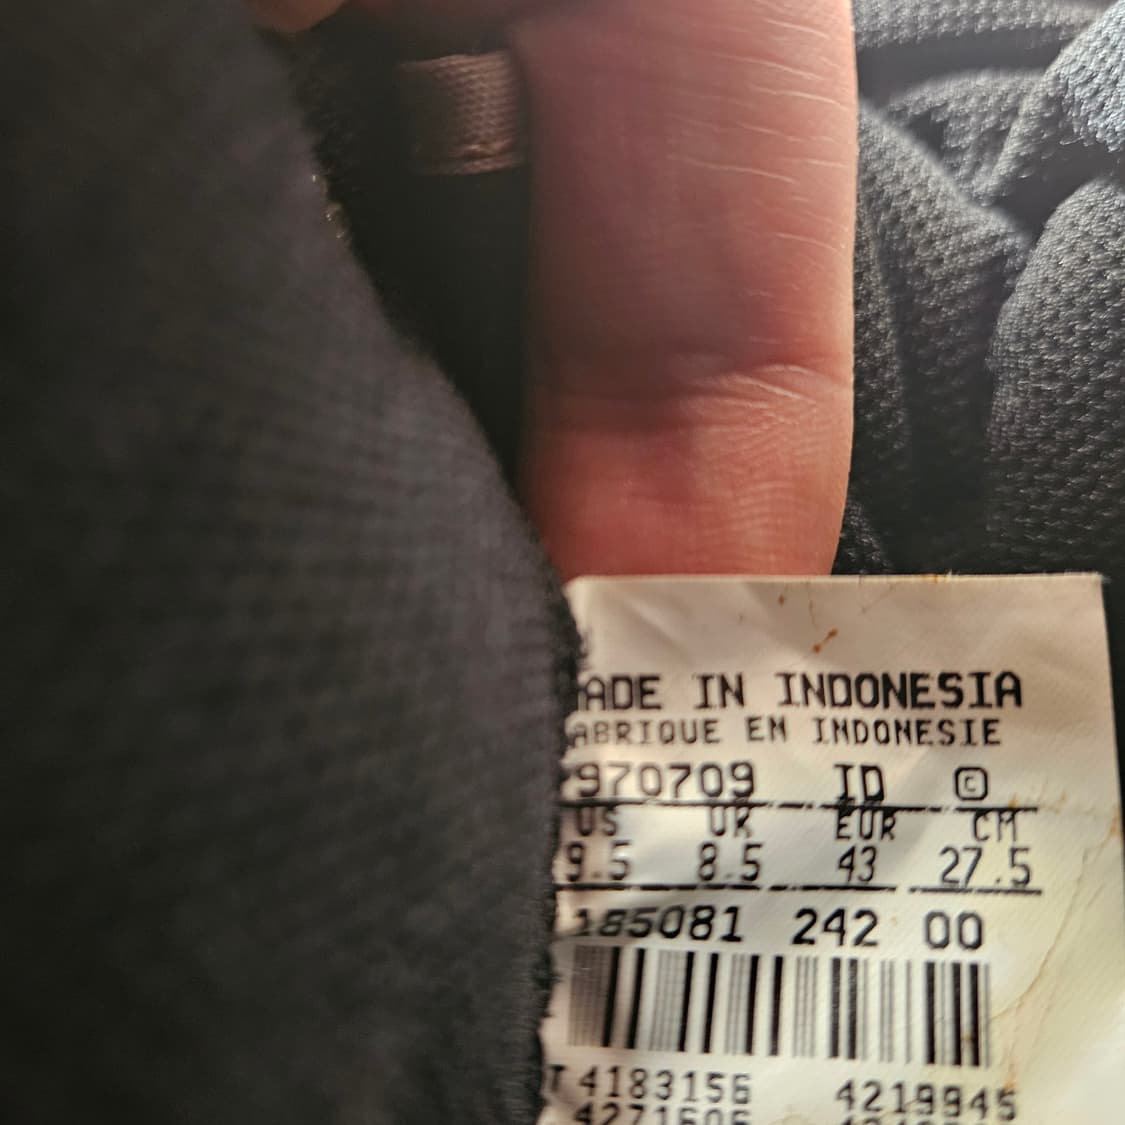 ADE IN INDONESIA
ABRIQUE EN INDONESIE
970709 ID ©
US UK EUR CM
9.5 8.5 43 27.5
185081 242 00
T 4183156 4219945
4271606